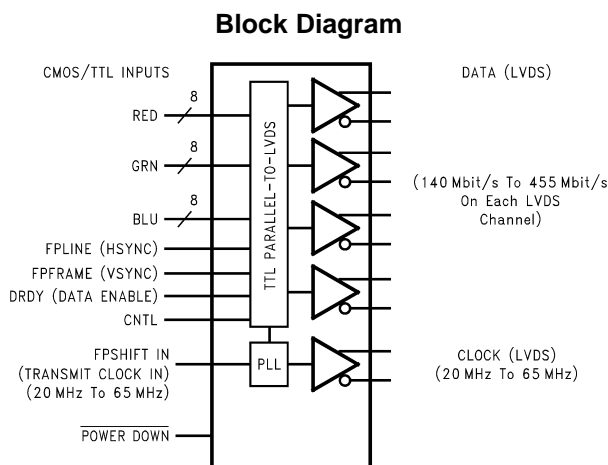 Block Diagram
CMOS/TTL INPUTS
DATA (LVDS)
RED
8
GRN
8
BLU
8
FPLINE (HSYNC)
FPFRAME (VSYNC)
DRDY (DATA ENABLE)
CNTL
TTL PARALLEL-TO-LVDS
(140 Mbit/s To 455 Mbit/s
On Each LVDS
Channel)
FPSHIFT IN
(TRANSMIT CLOCK IN)
(20 MHz To 65 MHz)
PLL
CLOCK (LVDS)
(20 MHz To 65 MHz)
POWER DOWN